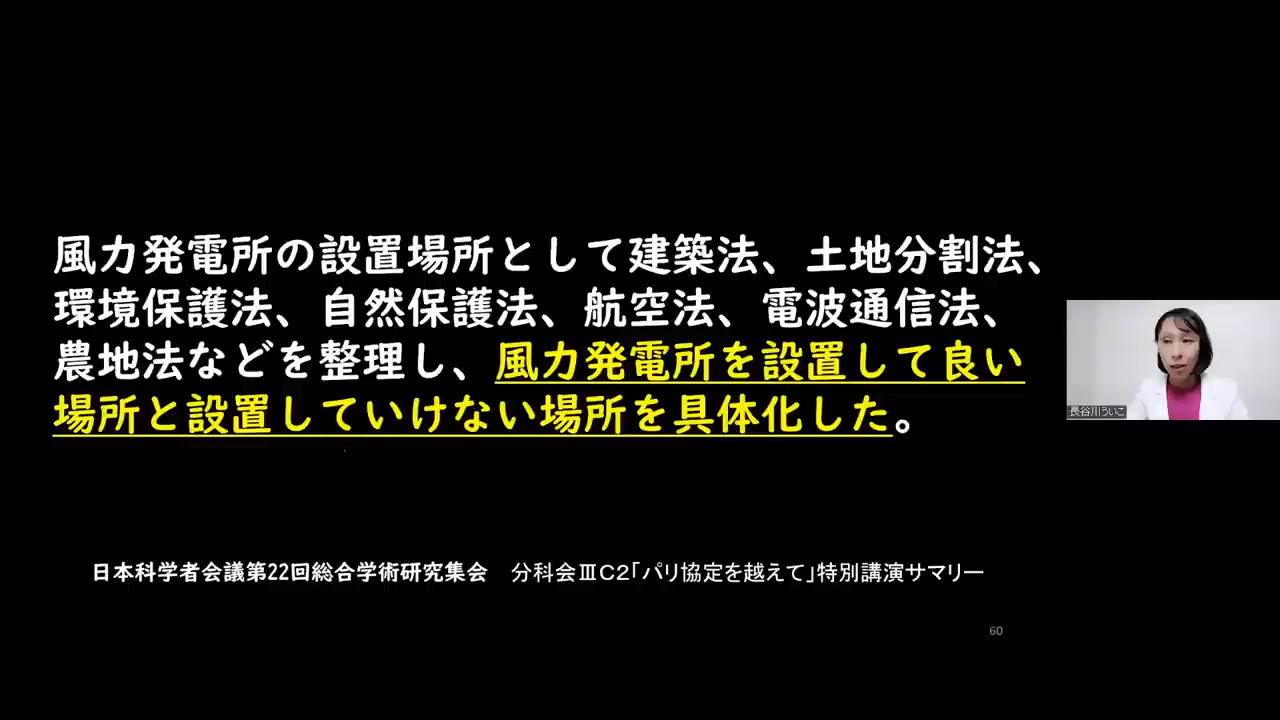 風力発電所の設置場所として建築法、土地分割法、
環境保護法、自然保護法、航空法、電波通信法、
農地法などを整理し、風力発電所を設置して良い
場所と設置していけない場所を具体化した。
長谷川ういこ
日本科学者会議第22回総合学術研究集会　分科会ⅢC2「パリ協定を越えて」特別講演サマリー
60